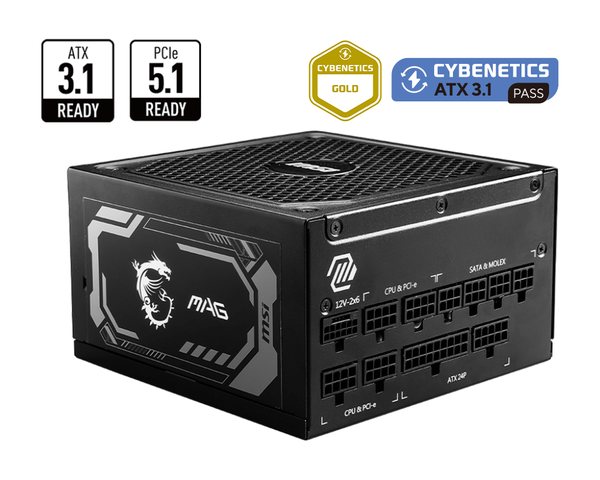 ATX
3.1
READY
PCIe
5.1
READY
CYBENETICS
GOLD
CYBENETICS
ATX 3.1 PASS
msi
MAG
msi
12V-2x6
CPU & PCI-e
SATA & MOLEX
CPU & PCI-e
ATX 24P